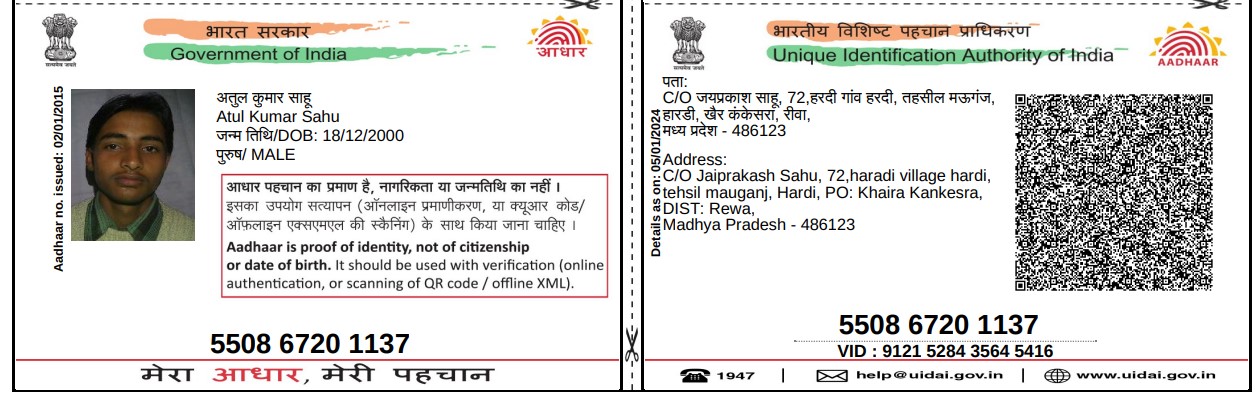 भारत सरकार
Government of India
सत्यमेव जयते
आधार
Aadhaar no. issued: 02/01/2015
अतुल कुमार साहू
Atul Kumar Sahu
जन्म तिथि/DOB: 18/12/2000
पुरुष/ MALE
आधार पहचान का प्रमाण है, नागरिकता या जन्मतिथि का नहीं ।
इसका उपयोग सत्यापन (ऑनलाइन प्रमाणीकरण, या क्यूआर कोड/
ऑफ़लाइन एक्सएमएल की स्कैनिंग) के साथ किया जाना चाहिए ।
Aadhaar is proof of identity, not of citizenship
or date of birth. It should be used with verification (online
authentication, or scanning of QR code / offline XML).
5508 6720 1137
मेरा आधार, मेरी पहचान
भारतीय विशिष्ट पहचान प्राधिकरण
Unique Identification Authority of India
सत्यमेव जयते
AADHAAR
Details as on: 05/01/2024
पता:
C/O जयप्रकाश साहू, 72,हरदी गांव हरदी, तहसील मऊगंज,
हारडी, खैर कंकेसरा, रीवा,
मध्य प्रदेश - 486123
Address:
C/O Jaiprakash Sahu, 72,haradi village hardi,
tehsil mauganj, Hardi, PO: Khaira Kankesra,
DIST: Rewa,
Madhya Pradesh - 486123
5508 6720 1137
VID : 9121 5284 3564 5416
1947 | help@uidai.gov.in | www.uidai.gov.in